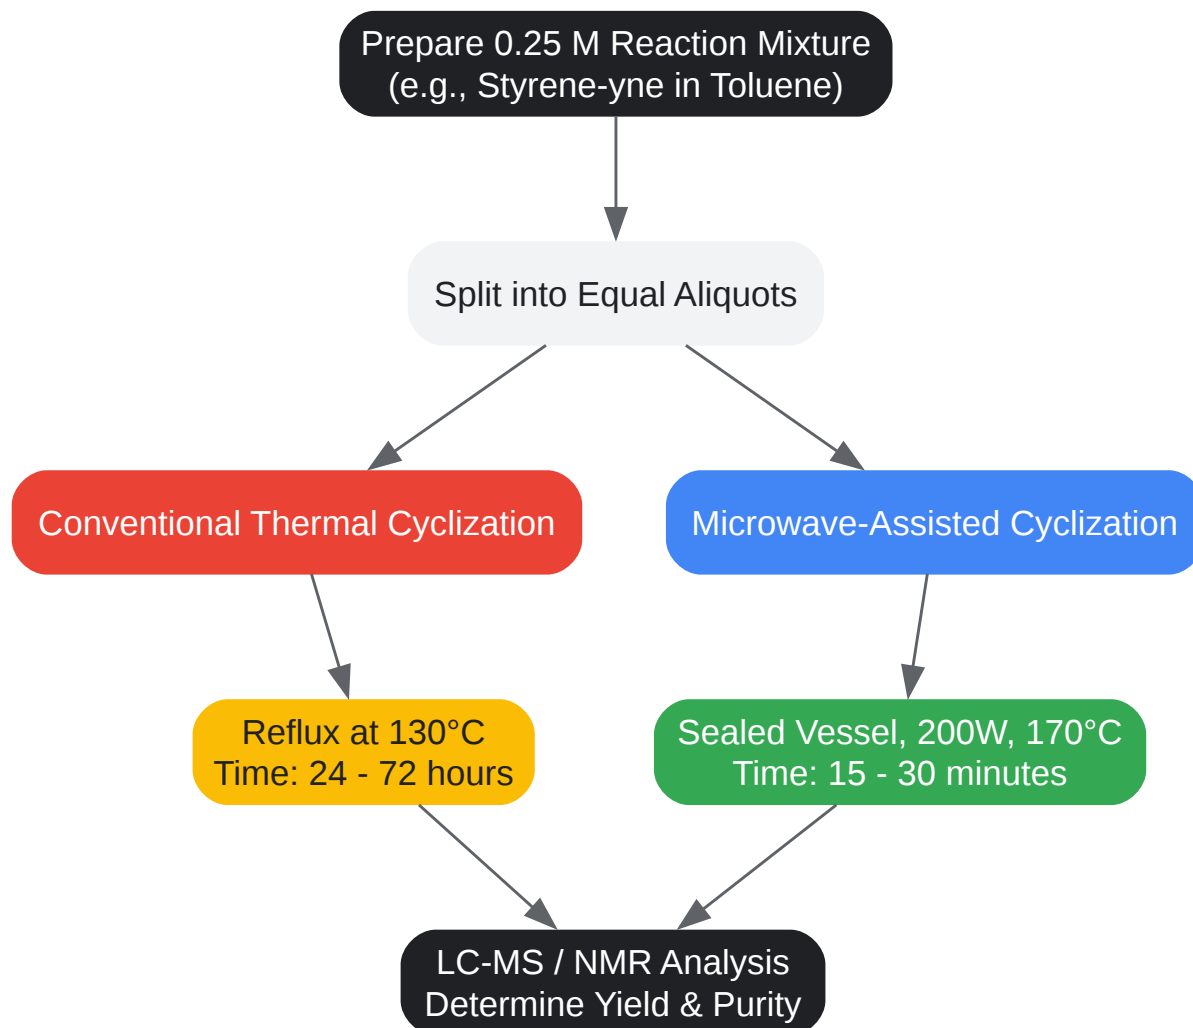 Prepare 0.25 M Reaction Mixture
(e.g., Styrene-yne in Toluene)
Split into Equal Aliquots
Conventional Thermal Cyclization
Microwave-Assisted Cyclization
Reflux at 130°C
Time: 24 - 72 hours
Sealed Vessel, 200W, 170°C
Time: 15 - 30 minutes
LC-MS / NMR Analysis
Determine Yield & Purity